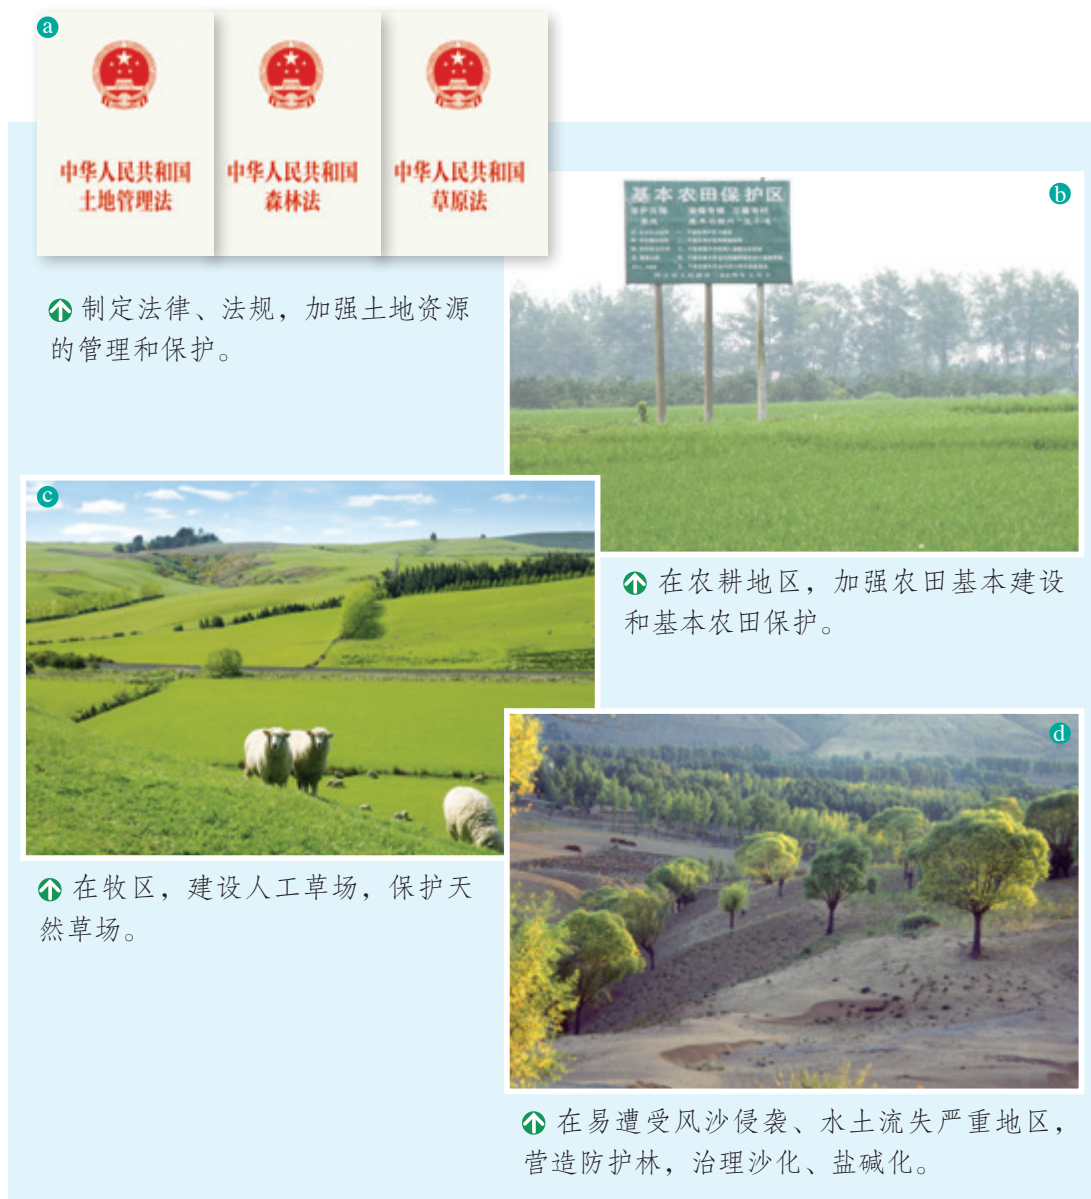 a
中华人民共和国
土地管理法
中华人民共和国
森林法
中华人民共和国
草原法
制定法律、法规，加强土地资源
的管理和保护。
b
基本农田保护区
在农耕地区，加强农田基本建设
和基本农田保护。
c
在牧区，建设人工草场，保护天
然草场。
d
在易遭受风沙侵袭、水土流失严重地区，
营造防护林，治理沙化、盐碱化。